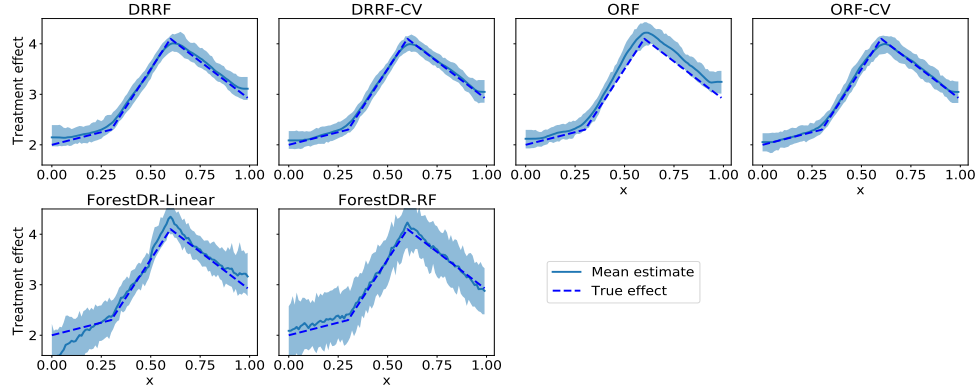 DRRF
DRRF-CV
ORF
ORF-CV
Treatment effect
4
3
2
0.00 0.25 0.50 0.75 1.00
0.00 0.25 0.50 0.75 1.00
0.00 0.25 0.50 0.75 1.00
x
0.00 0.25 0.50 0.75 1.00
x
ForestDR-Linear
ForestDR-RF
Treatment effect
4
3
2
0.00 0.25 0.50 0.75 1.00
x
0.00 0.25 0.50 0.75 1.00
x
Mean estimate
True effect